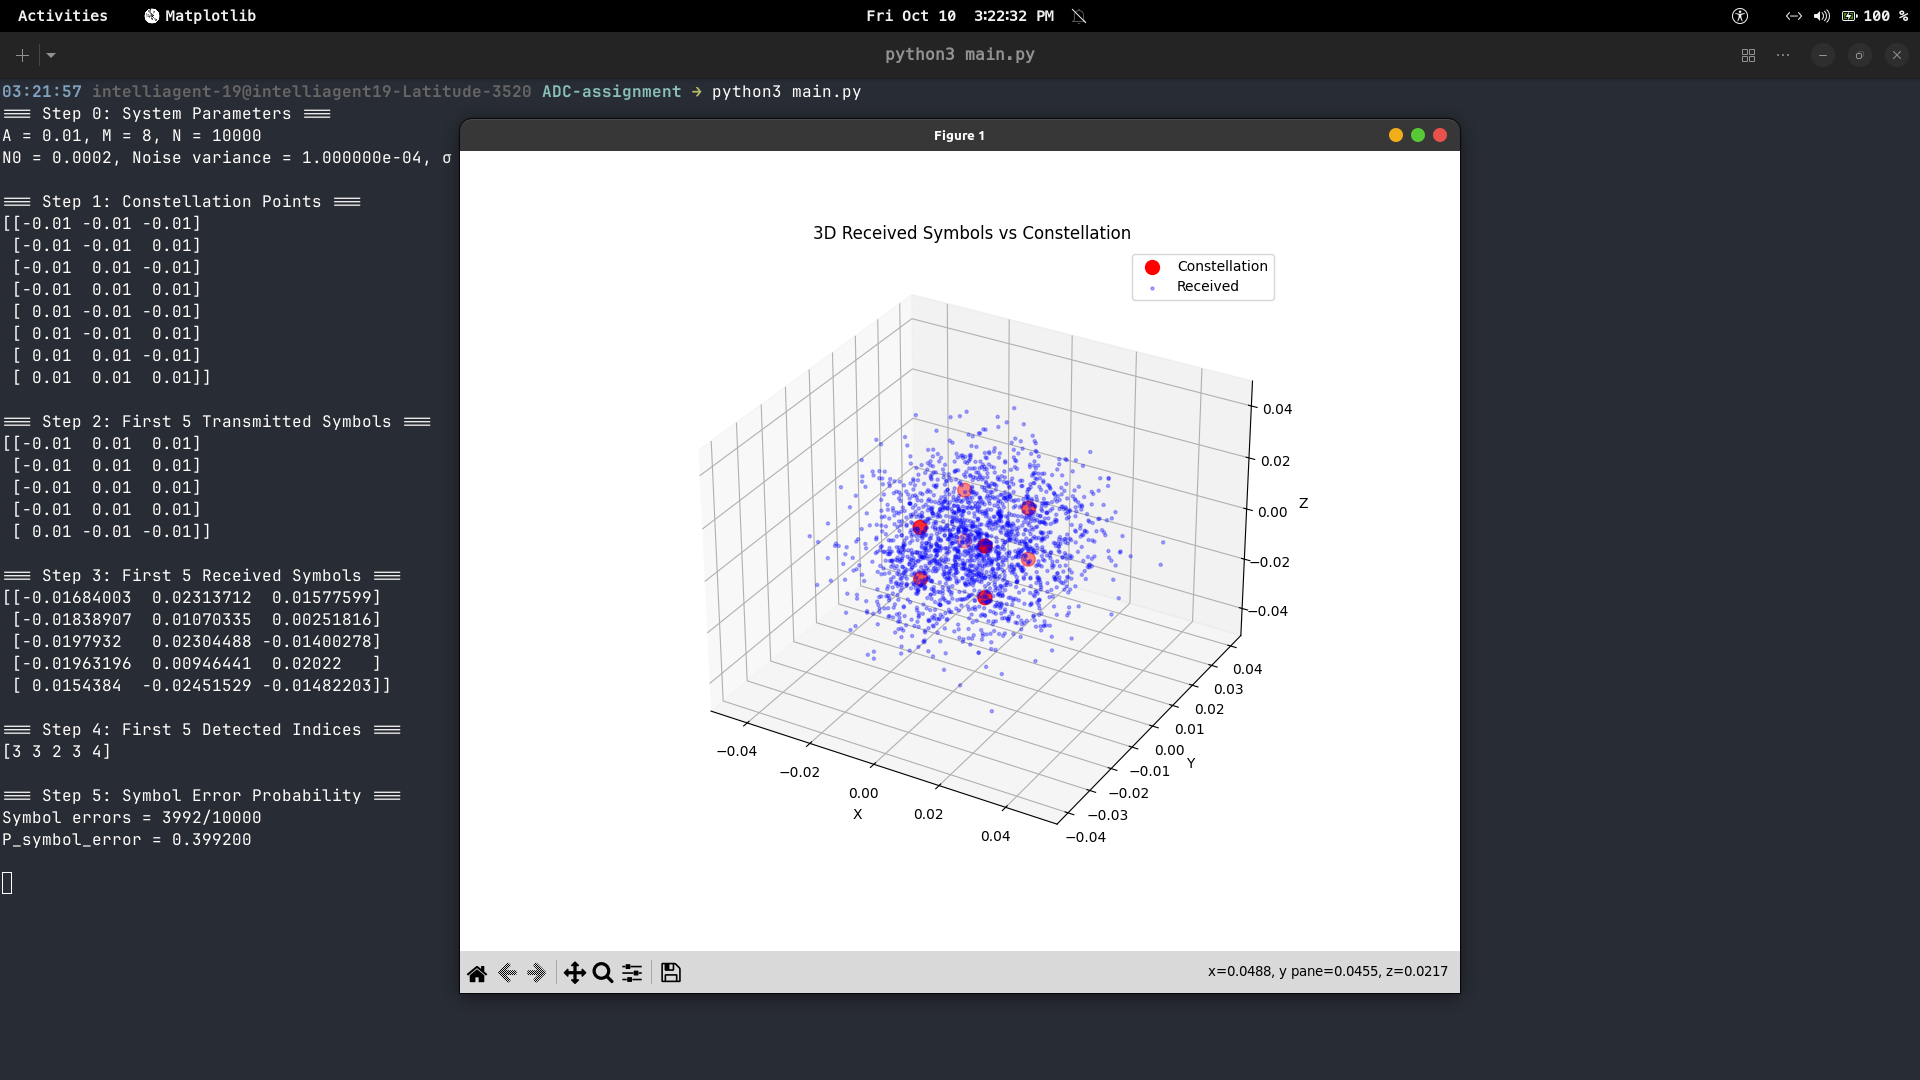 Activities Matplotlib Fri Oct 10 3:22:32 PM 100 %
python3 main.py
03:21:57 intelliagent-19@intelliagent19-Latitude-3520 ADC-assignment → python3 main.py
=== Step 0: System Parameters ===
A = 0.01, M = 8, N = 10000
N0 = 0.0002, Noise variance = 1.000000e-04, σ
=== Step 1: Constellation Points ===
[[-0.01 -0.01 -0.01]
[-0.01 -0.01 0.01]
[-0.01 0.01 -0.01]
[-0.01 0.01 0.01]
[ 0.01 -0.01 -0.01]
[ 0.01 -0.01 0.01]
[ 0.01 0.01 -0.01]
[ 0.01 0.01 0.01]]
=== Step 2: First 5 Transmitted Symbols ===
[[-0.01 0.01 0.01]
[-0.01 0.01 0.01]
[-0.01 0.01 0.01]
[-0.01 0.01 0.01]
[ 0.01 -0.01 -0.01]]
=== Step 3: First 5 Received Symbols ===
[[-0.01684003 0.02313712 0.01577599]
[-0.01838907 0.01070335 0.00251816]
[-0.0197932 0.02304488 -0.01400278]
[-0.01963196 0.00946441 0.02022 ]
[ 0.0154384 -0.02451529 -0.01482203]]
=== Step 4: First 5 Detected Indices ===
[3 3 2 3 4]
=== Step 5: Symbol Error Probability ===
Symbol errors = 3992/10000
P_symbol_error = 0.399200
Figure 1
3D Received Symbols vs Constellation
Constellation
Received
0.04
0.02
0.00
−0.02
−0.04
Z
0.04
0.03
0.02
0.01
0.00
−0.01
−0.02
−0.03
−0.04
Y
−0.04
−0.02
0.00
0.02
0.04
X
x=0.0488, y pane=0.0455, z=0.0217